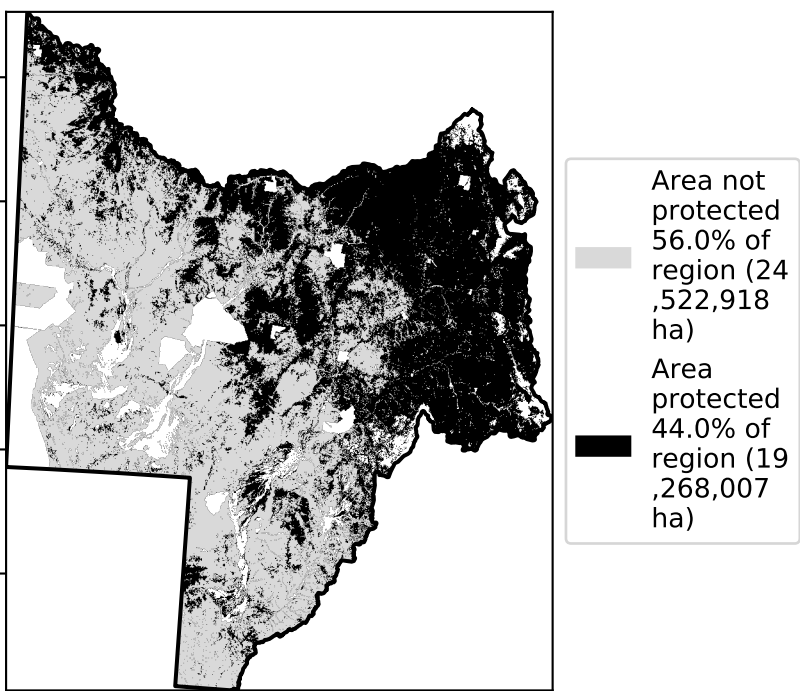 Area not
protected
56.0% of
region (24
,522,918
ha)
Area
protected
44.0% of
region (19
,268,007
ha)